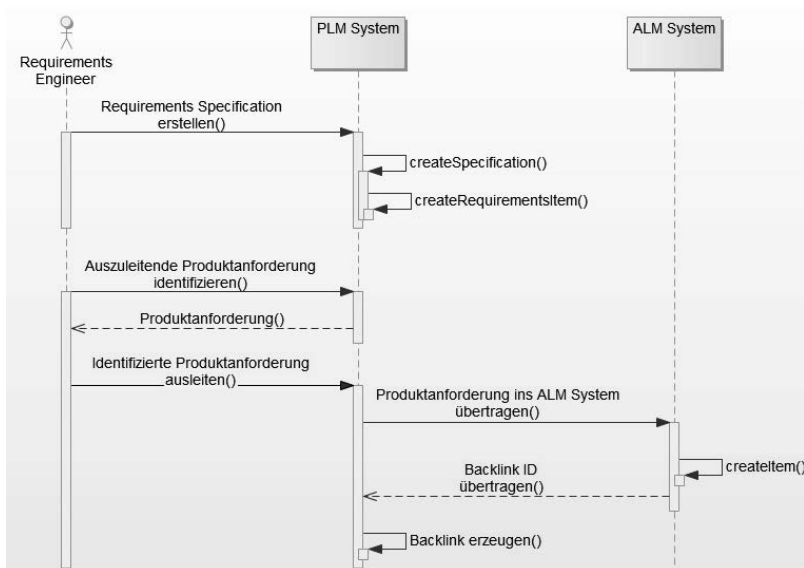 PLM System
ALM System
Requirements
Engineer
Requirements Specification
erstellen()
createSpecification()
createRequirementsItem()
Auszuleitende Produktanforderung
identifizieren()
Produktanforderung()
Identifizierte Produktanforderung
ausleiten()
Produktanforderung ins ALM System
übertragen()
createItem()
Backlink ID
übertragen()
Backlink erzeugen()